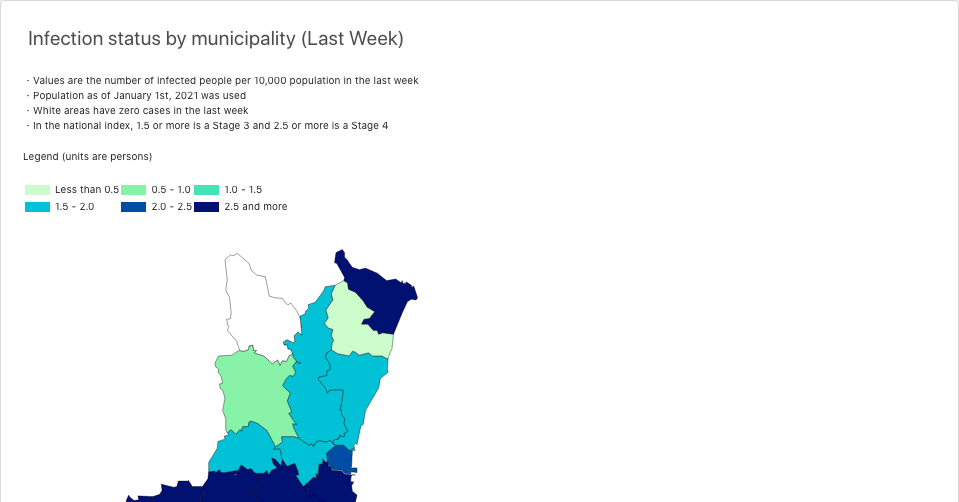 Infection status by municipality (Last Week)
· Values are the number of infected people per 10,000 population in the last week
· Population as of January 1st, 2021 was used
· White areas have zero cases in the last week
· In the national index, 1.5 or more is a Stage 3 and 2.5 or more is a Stage 4
Legend (units are persons)
Less than 0.5 0.5 - 1.0 1.0 - 1.5
1.5 - 2.0 2.0 - 2.5 2.5 and more